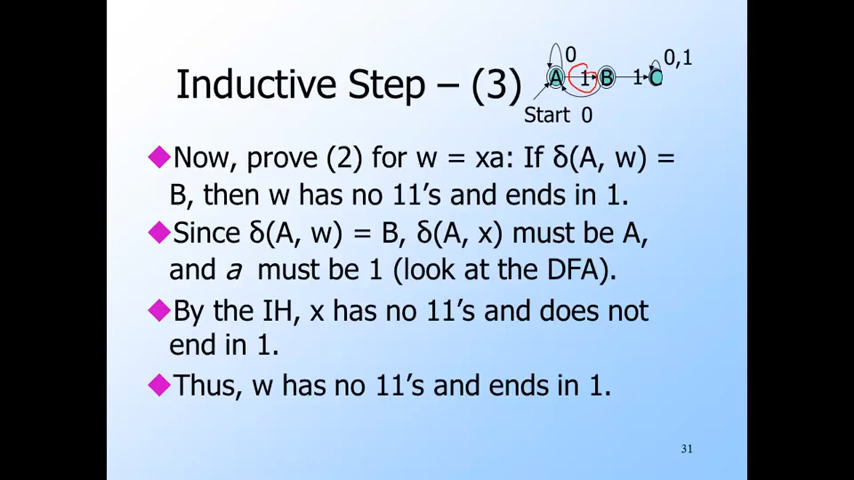 0
0,1
Inductive Step – (3) A 1 B 1 C
Start 0
Now, prove (2) for w = xa: If δ(A, w) =
B, then w has no 11’s and ends in 1.
Since δ(A, w) = B, δ(A, x) must be A,
and a must be 1 (look at the DFA).
By the IH, x has no 11’s and does not
end in 1.
Thus, w has no 11’s and ends in 1.
31